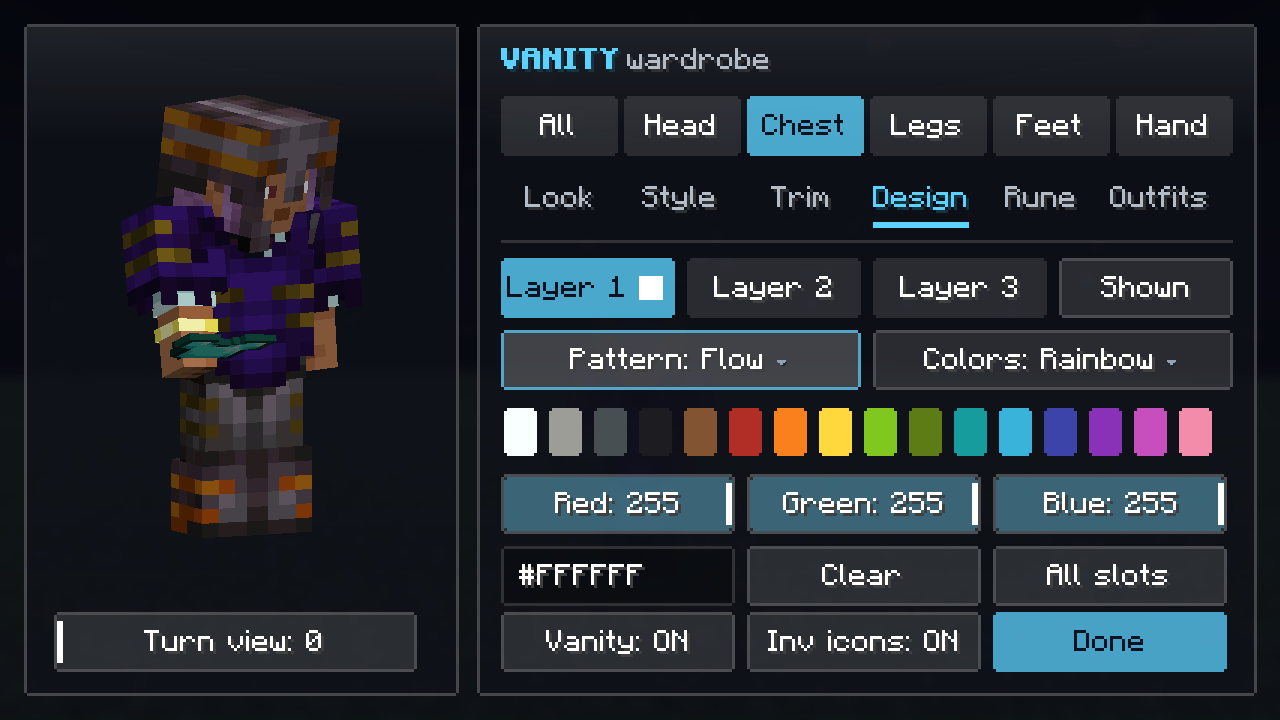 VANITY wardrobe
All Head Chest Legs Feet Hand
Look Style Trim Design Rune Outfits
Layer 1 Layer 2 Layer 3 Shown
Pattern: Flow Colors: Rainbow
Red: 255 Green: 255 Blue: 255
#FFFFFF Clear All slots
Turn view: 0 Vanity: ON Inv icons: ON Done